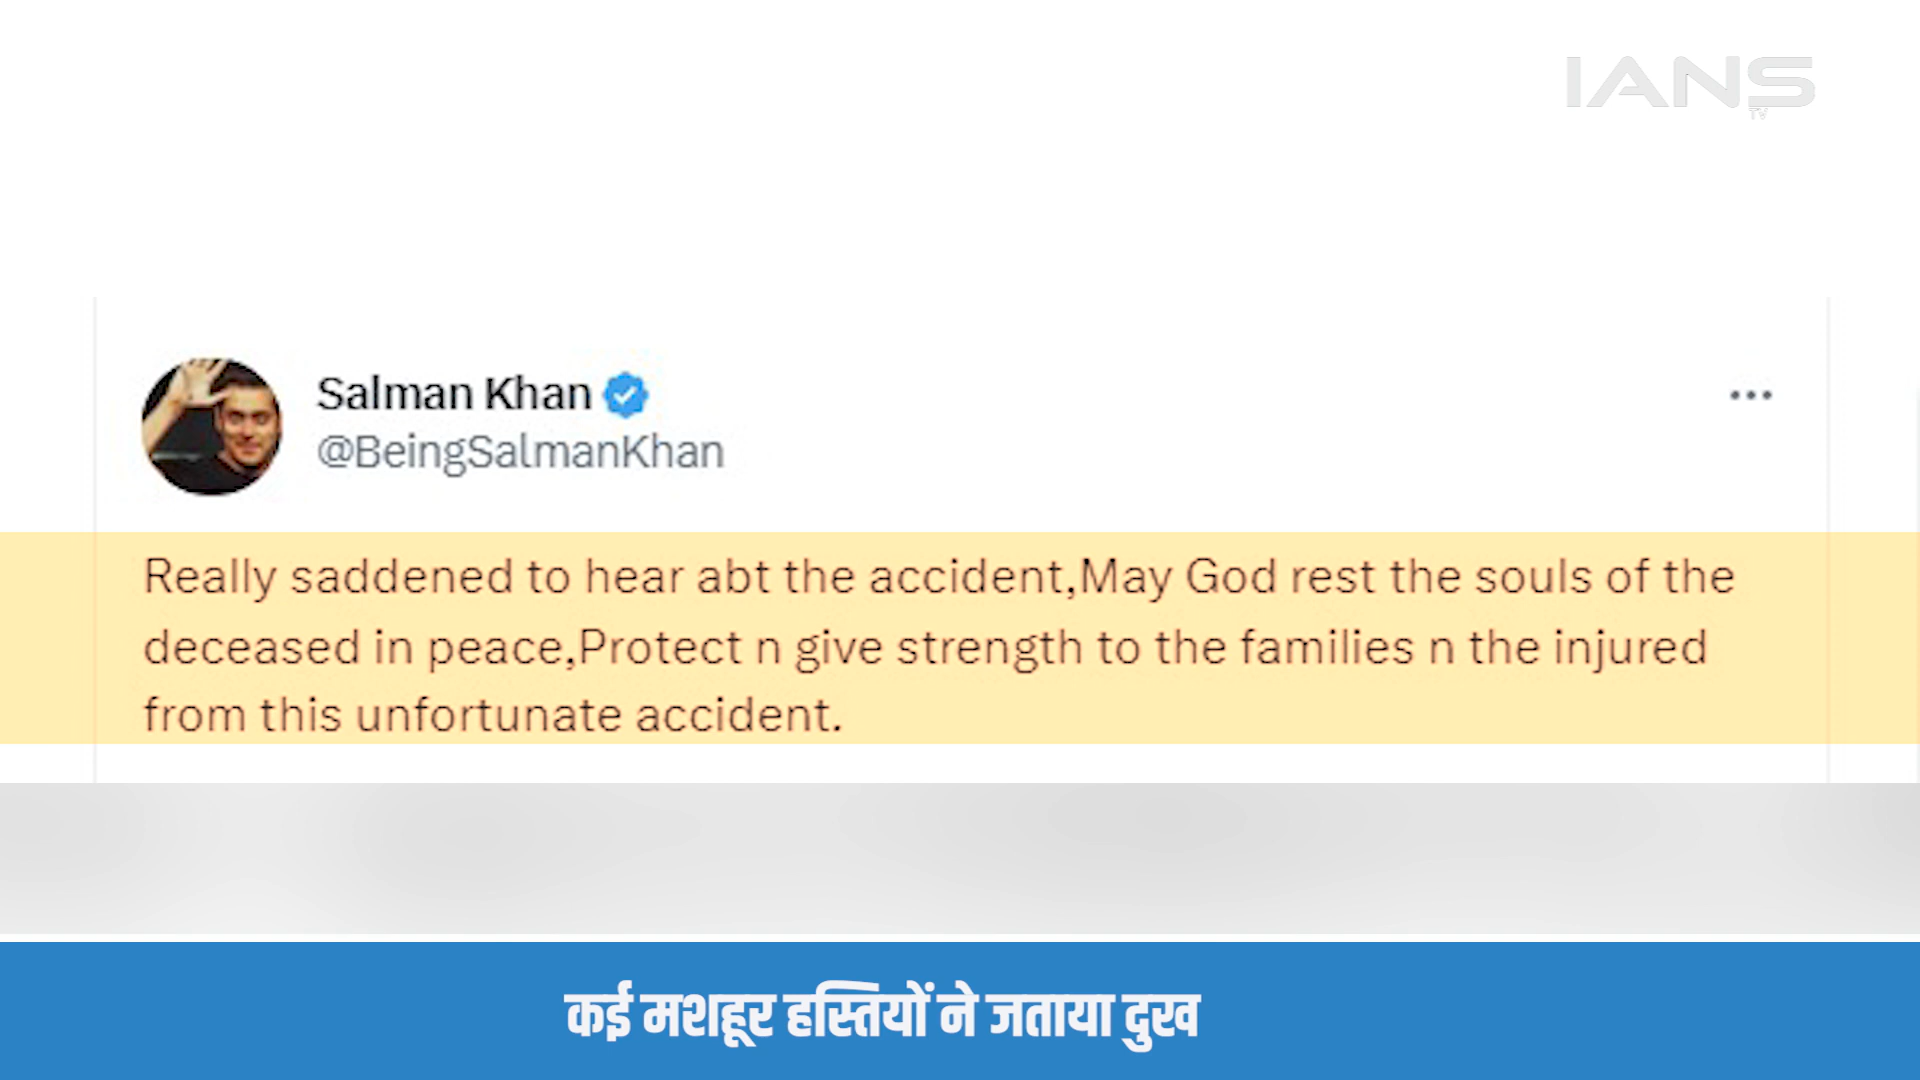 IANS
TV
Salman Khan
@BeingSalmanKhan
Really saddened to hear abt the accident,May God rest the souls of the
deceased in peace,Protect n give strength to the families n the injured
from this unfortunate accident.
कई मशहूर हस्तियों ने जताया दुख